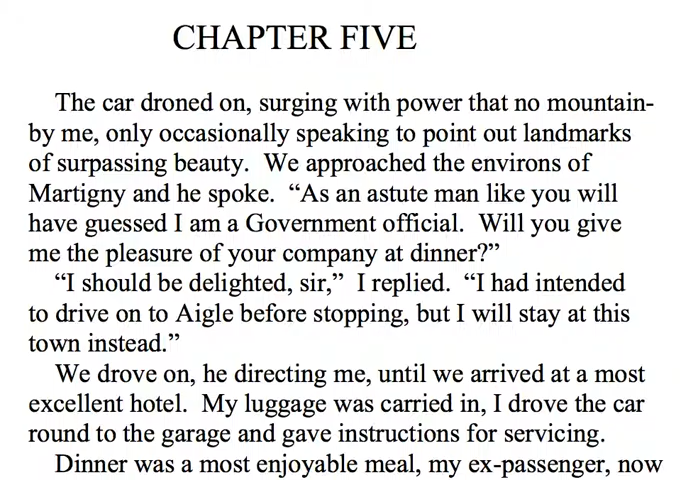 CHAPTER FIVE
The car droned on, surging with power that no mountain-
by me, only occasionally speaking to point out landmarks
of surpassing beauty.  We approached the environs of
Martigny and he spoke.  “As an astute man like you will
have guessed I am a Government official.  Will you give
me the pleasure of your company at dinner?”
“I should be delighted, sir,”  I replied.  “I had intended
to drive on to Aigle before stopping, but I will stay at this
town instead.”
We drove on, he directing me, until we arrived at a most
excellent hotel.  My luggage was carried in, I drove the car
round to the garage and gave instructions for servicing.
Dinner was a most enjoyable meal, my ex-passenger, now